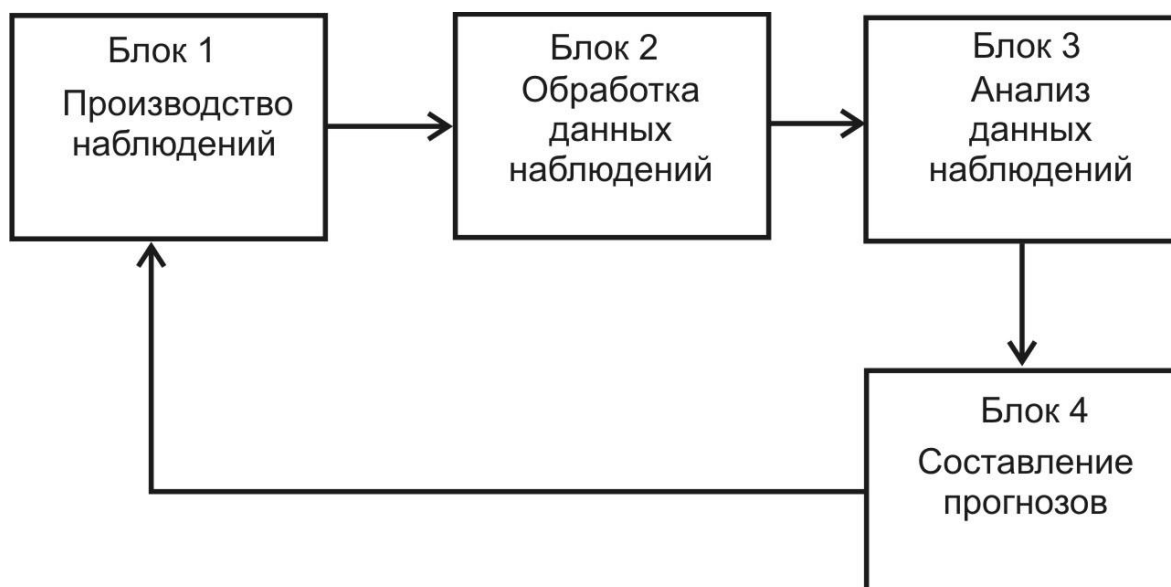 Блок 1
Производство
наблюдений
Блок 2
Обработка
данных
наблюдений
Блок 3
Анализ
данных
наблюдений
Блок 4
Составление
прогнозов